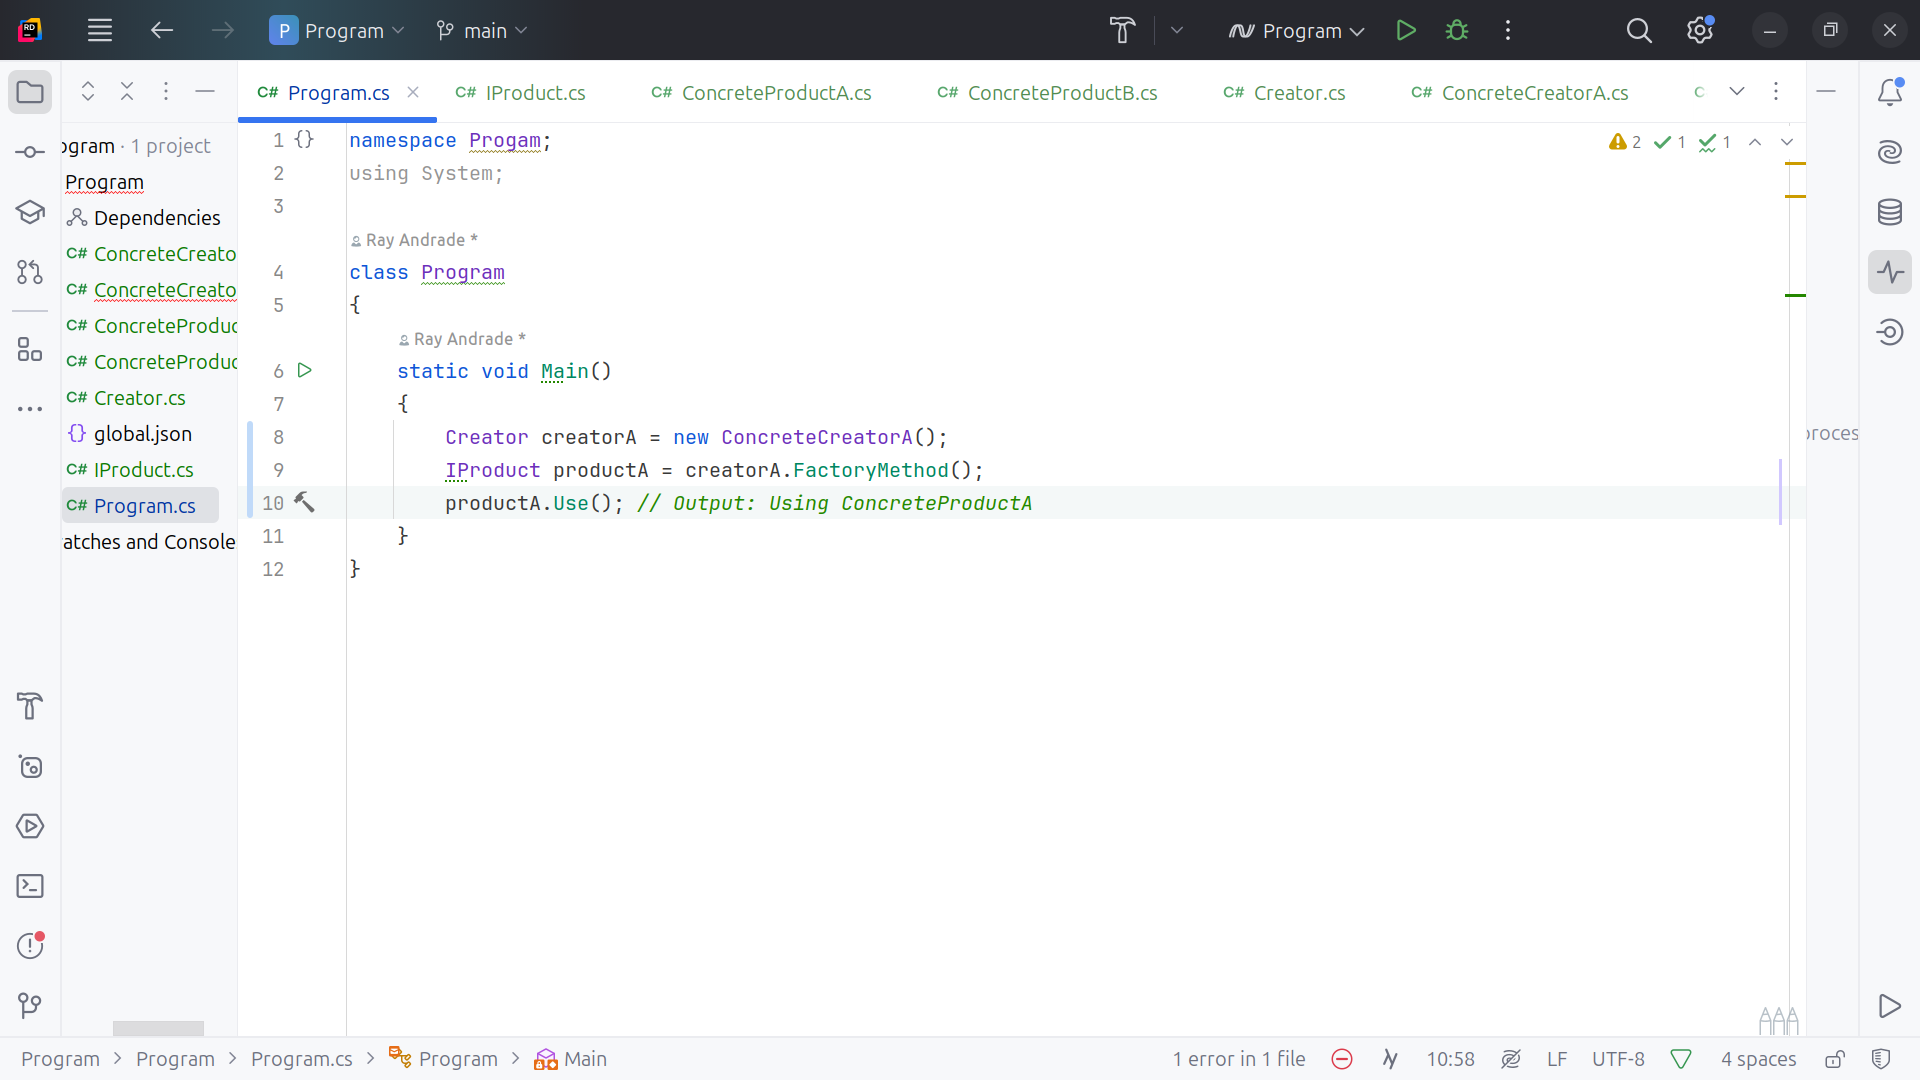 RD
P Program main Program
ogram · 1 project
Program
Dependencies
C# ConcreteCreato
C# ConcreteCreato
C# ConcreteProduc
C# ConcreteProduc
C# Creator.cs
{} global.json
C# IProduct.cs
C# Program.cs
atches and Console
C# Program.cs C# IProduct.cs C# ConcreteProductA.cs C# ConcreteProductB.cs C# Creator.cs C# ConcreteCreatorA.cs C
2 1 1
1 {} namespace Progam;
2 using System;
3
Ray Andrade *
4 class Program
5 {
Ray Andrade *
6 static void Main()
7 {
8 Creator creatorA = new ConcreteCreatorA();
9 IProduct productA = creatorA.FactoryMethod();
10 productA.Use(); // Output: Using ConcreteProductA
11 }
12 }
proces
Program > Program > Program.cs > Program > Main
1 error in 1 file 10:58 LF UTF-8 4 spaces